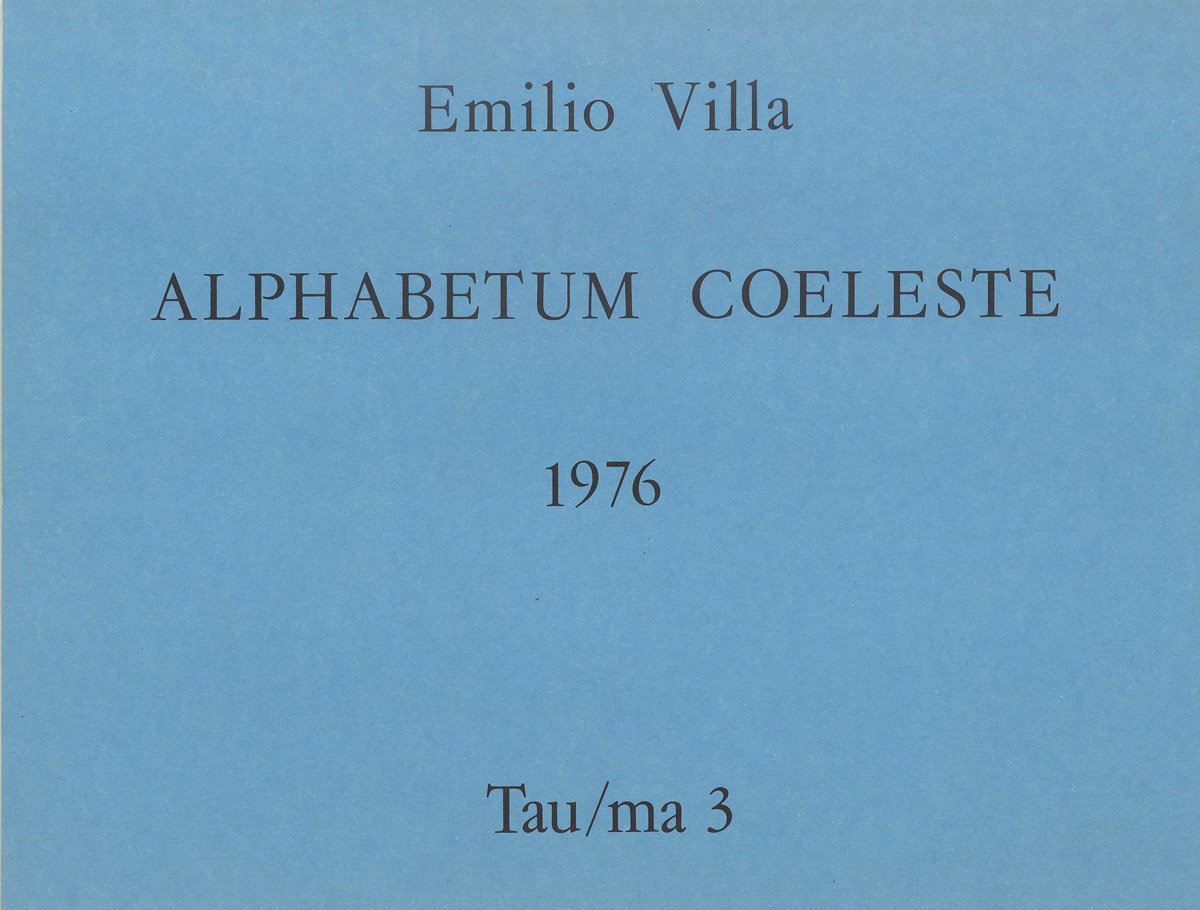 Emilio Villa
ALPHABETUM COELESTE
1976
Tau/ma 3